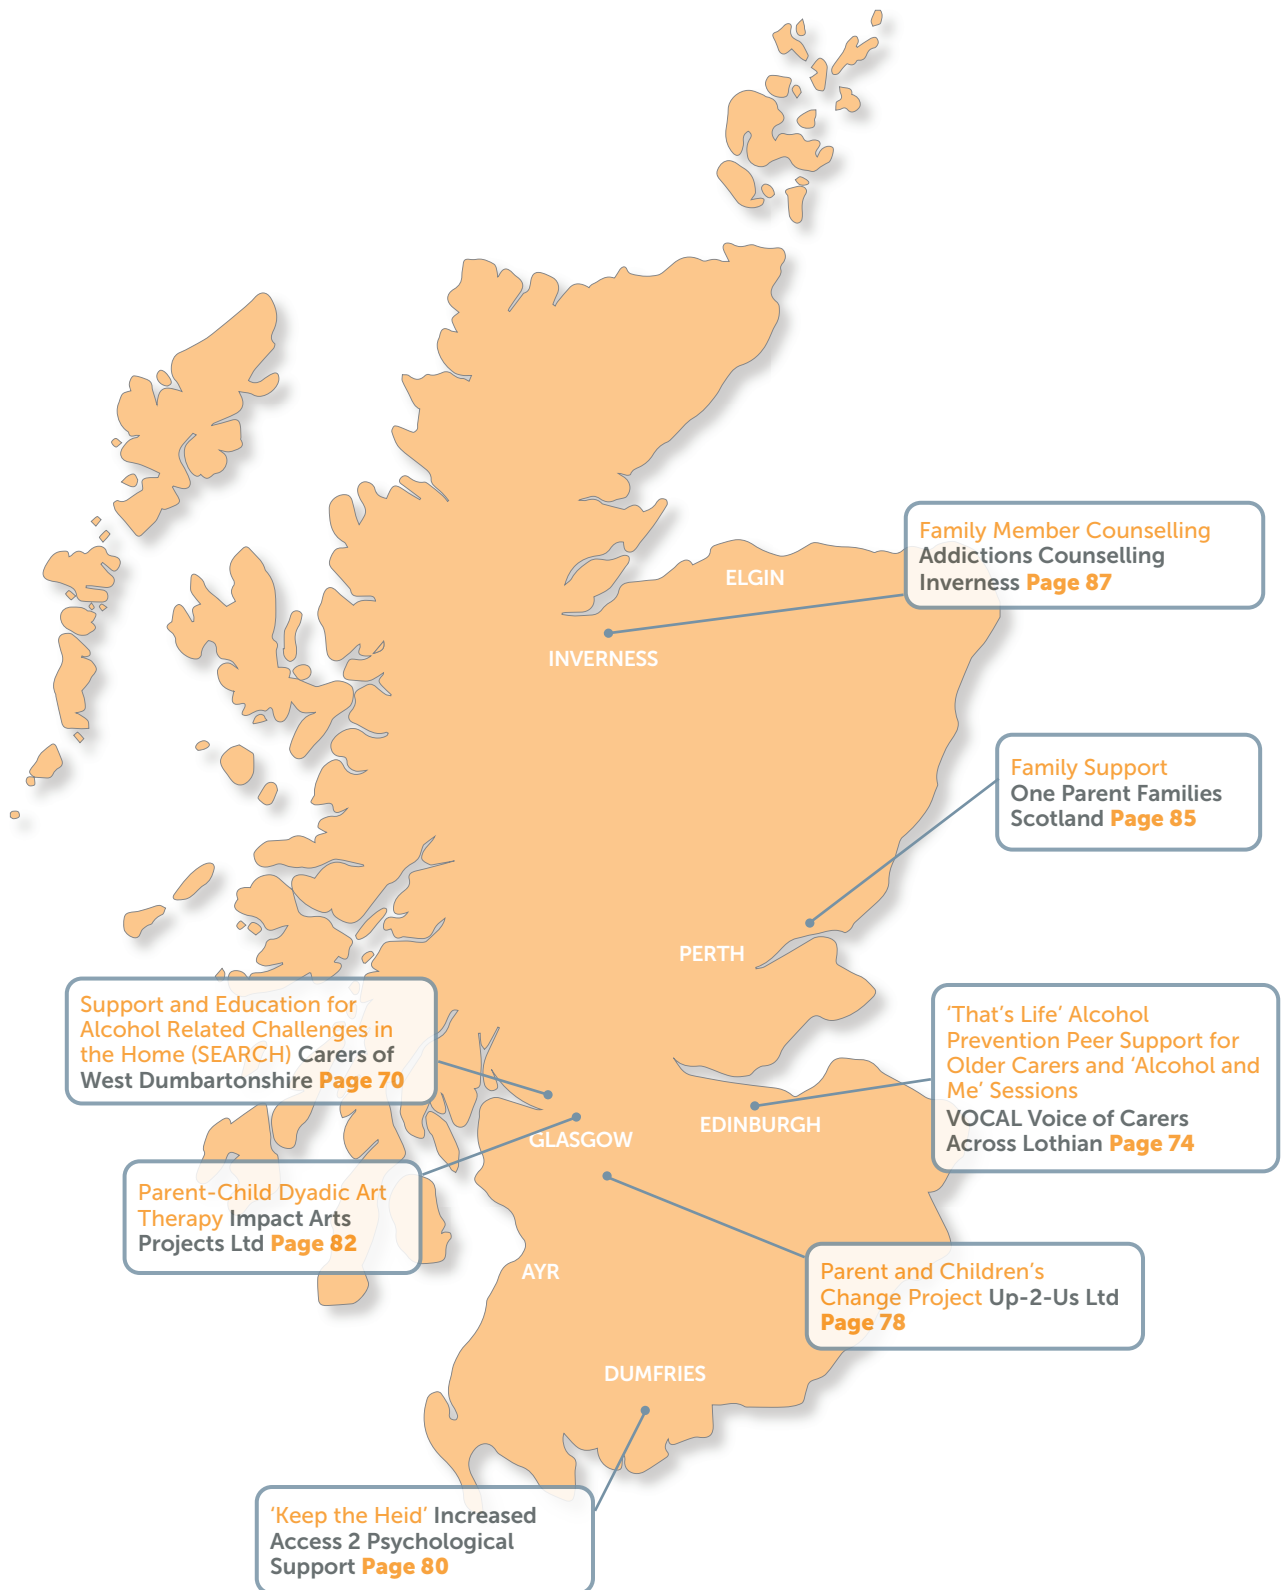 Family Member Counselling
Addictions Counselling
Inverness Page 87
ELGIN
INVERNESS
Family Support
One Parent Families
Scotland Page 85
PERTH
Support and Education for
Alcohol Related Challenges in
the Home (SEARCH) Carers of
West Dumbartonshire Page 70
‘That’s Life’ Alcohol
Prevention Peer Support for
Older Carers and ‘Alcohol and
Me’ Sessions
VOCAL Voice of Carers
Across Lothian Page 74
EDINBURGH
GLASGOW
Parent-Child Dyadic Art
Therapy Impact Arts
Projects Ltd Page 82
AYR
Parent and Children’s
Change Project Up-2-Us Ltd
Page 78
DUMFRIES
‘Keep the Heid’ Increased
Access 2 Psychological
Support Page 80